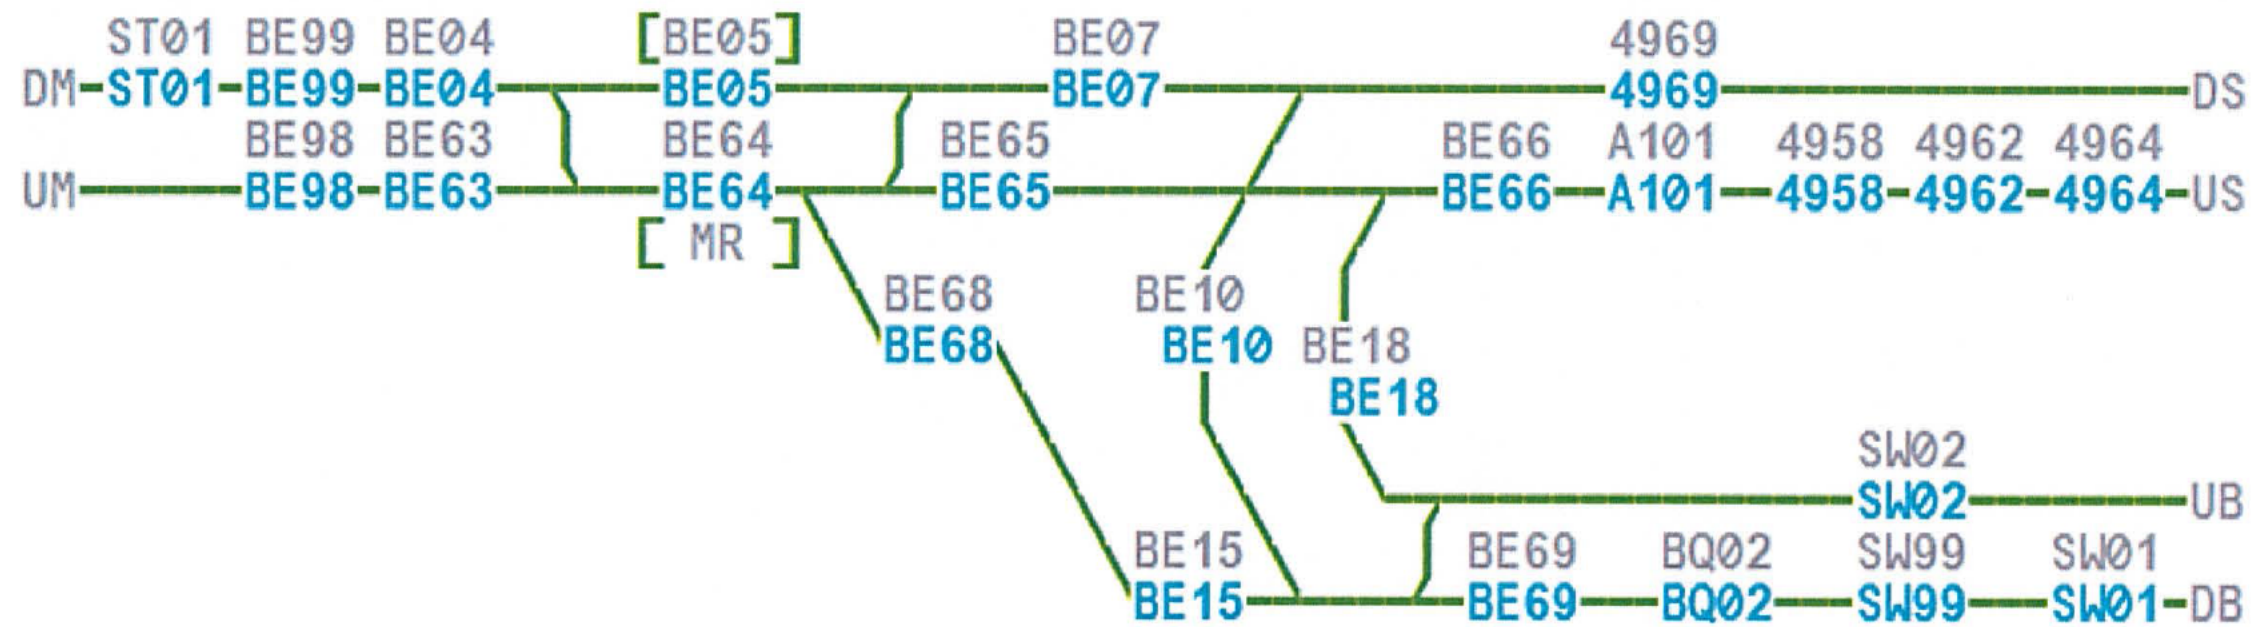 ST01 BE99 BE04 [BE05] BE07 4969
DM ST01 BE99 BE04 BE05 BE07 4969 DS
BE98 BE63 BE64 BE65 BE66 A101 4958 4962 4964
UM BE98 BE63 BE64 BE65 BE66 A101 4958 4962 4964 US
[ MR ]
BE68 BE10
BE68 BE10 BE18
BE18
SW02
SW02 UB
BE15 BE69 BQ02 SW99 SW01
BE15 BE69 BQ02 SW99 SW01 DB